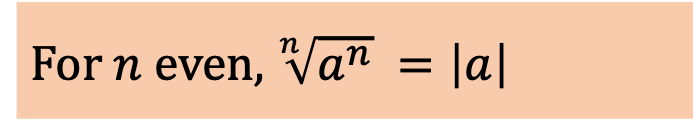 For n even, ⁿ√aⁿ = |a|